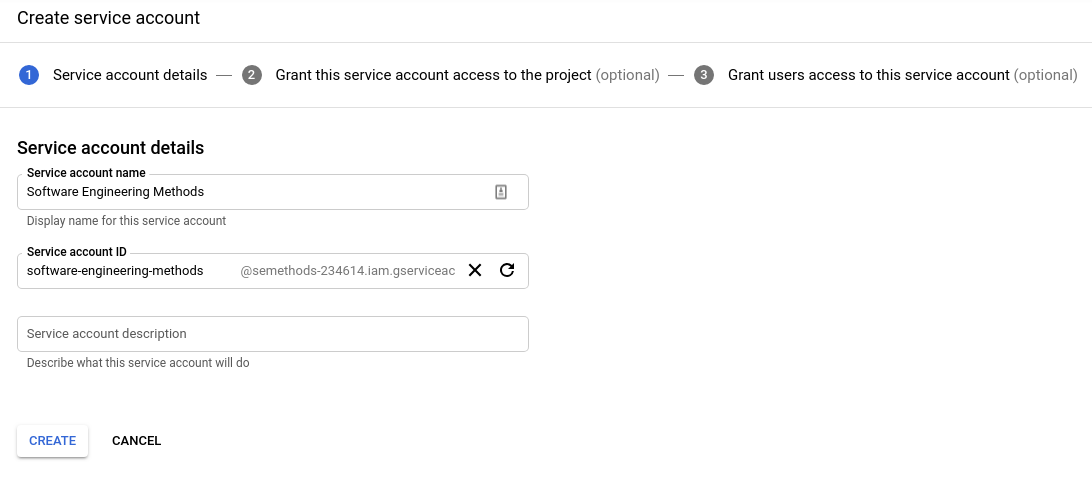 Create service account
1 Service account details — 2 Grant this service account access to the project (optional) — 3 Grant users access to this service account (optional)
Service account details
Service account name
Software Engineering Methods
Display name for this service account
Service account ID
software-engineering-methods @semethods-234614.iam.gserviceac
Service account description
Describe what this service account will do
CREATE CANCEL